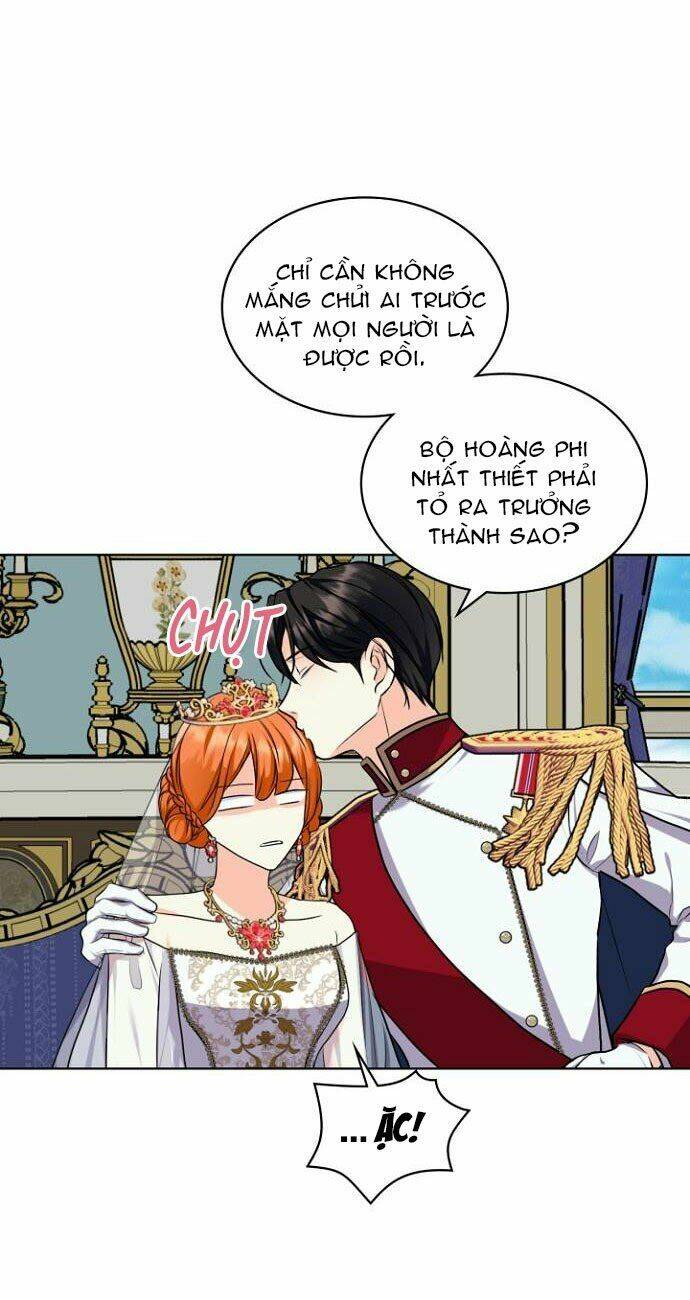 CHỈ CẦN KHÔNG
MẮNG CHỬI AI TRƯỚC
MẶT MỌI NGƯỜI LÀ
ĐƯỢC RỒI.
BỘ HOÀNG PHI
NHẤT THIẾT PHẢI
TỎ RA TRƯỞNG
THÀNH SAO?
CHỤT
... ẶC!